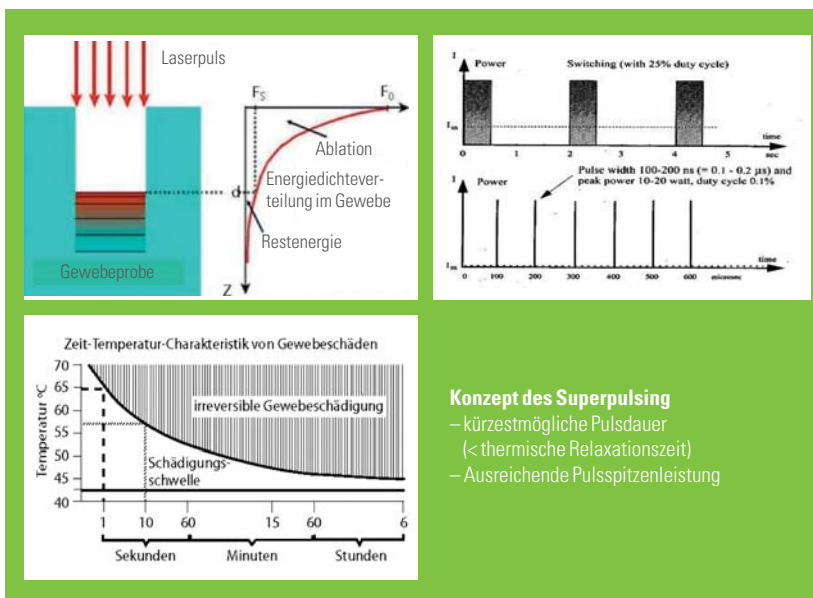 Laserpuls
F_S
F_0
Ablation
d
Energiedichtever-
teilung im Gewebe
Restenergie
Gewebeprobe
Z
I
Power
Switching (with 25% duty cycle)
I_m
time
0 1 2 3 4 5 sec
Pulse width 100-200 ns (= 0.1 - 0.2 µs) and
I
Power
peak power 10-20 watt, duty cycle 0.1%
I_m
time
0 100 200 300 400 500 600 microsec
Zeit-Temperatur-Charakteristik von Gewebeschäden
Temperatur °C
70
65
60
55
50
45
40
irreversible Gewebeschädigung
Schädigungs-
schwelle
1 10 60 15 60 6
Sekunden Minuten Stunden
Konzept des Superpulsing
– kürzestmögliche Pulsdauer
(< thermische Relaxationszeit)
– Ausreichende Pulsspitzenleistung